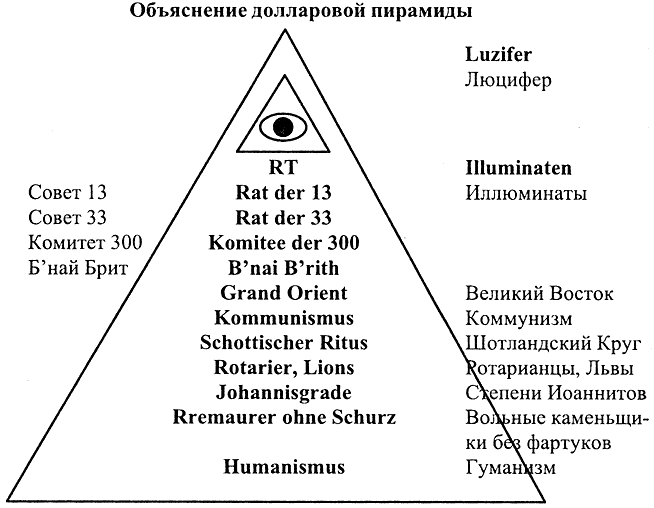 Объяснение долларовой пирамиды
Luzifer
Люцифер
RT
Illuminaten
Совет 13
Rat der 13
Иллюминаты
Совет 33
Rat der 33
Комитет 300
Komitee der 300
Б’най Брит
B’nai B’rith
Grand Orient
Великий Восток
Kommunismus
Коммунизм
Schottischer Ritus
Шотландский Круг
Rotarier, Lions
Ротарианцы, Львы
Johannisgrade
Степени Иоаннитов
Rremaurer ohne Schurz
Вольные каменьщи-
ки без фартуков
Humanismus
Гуманизм